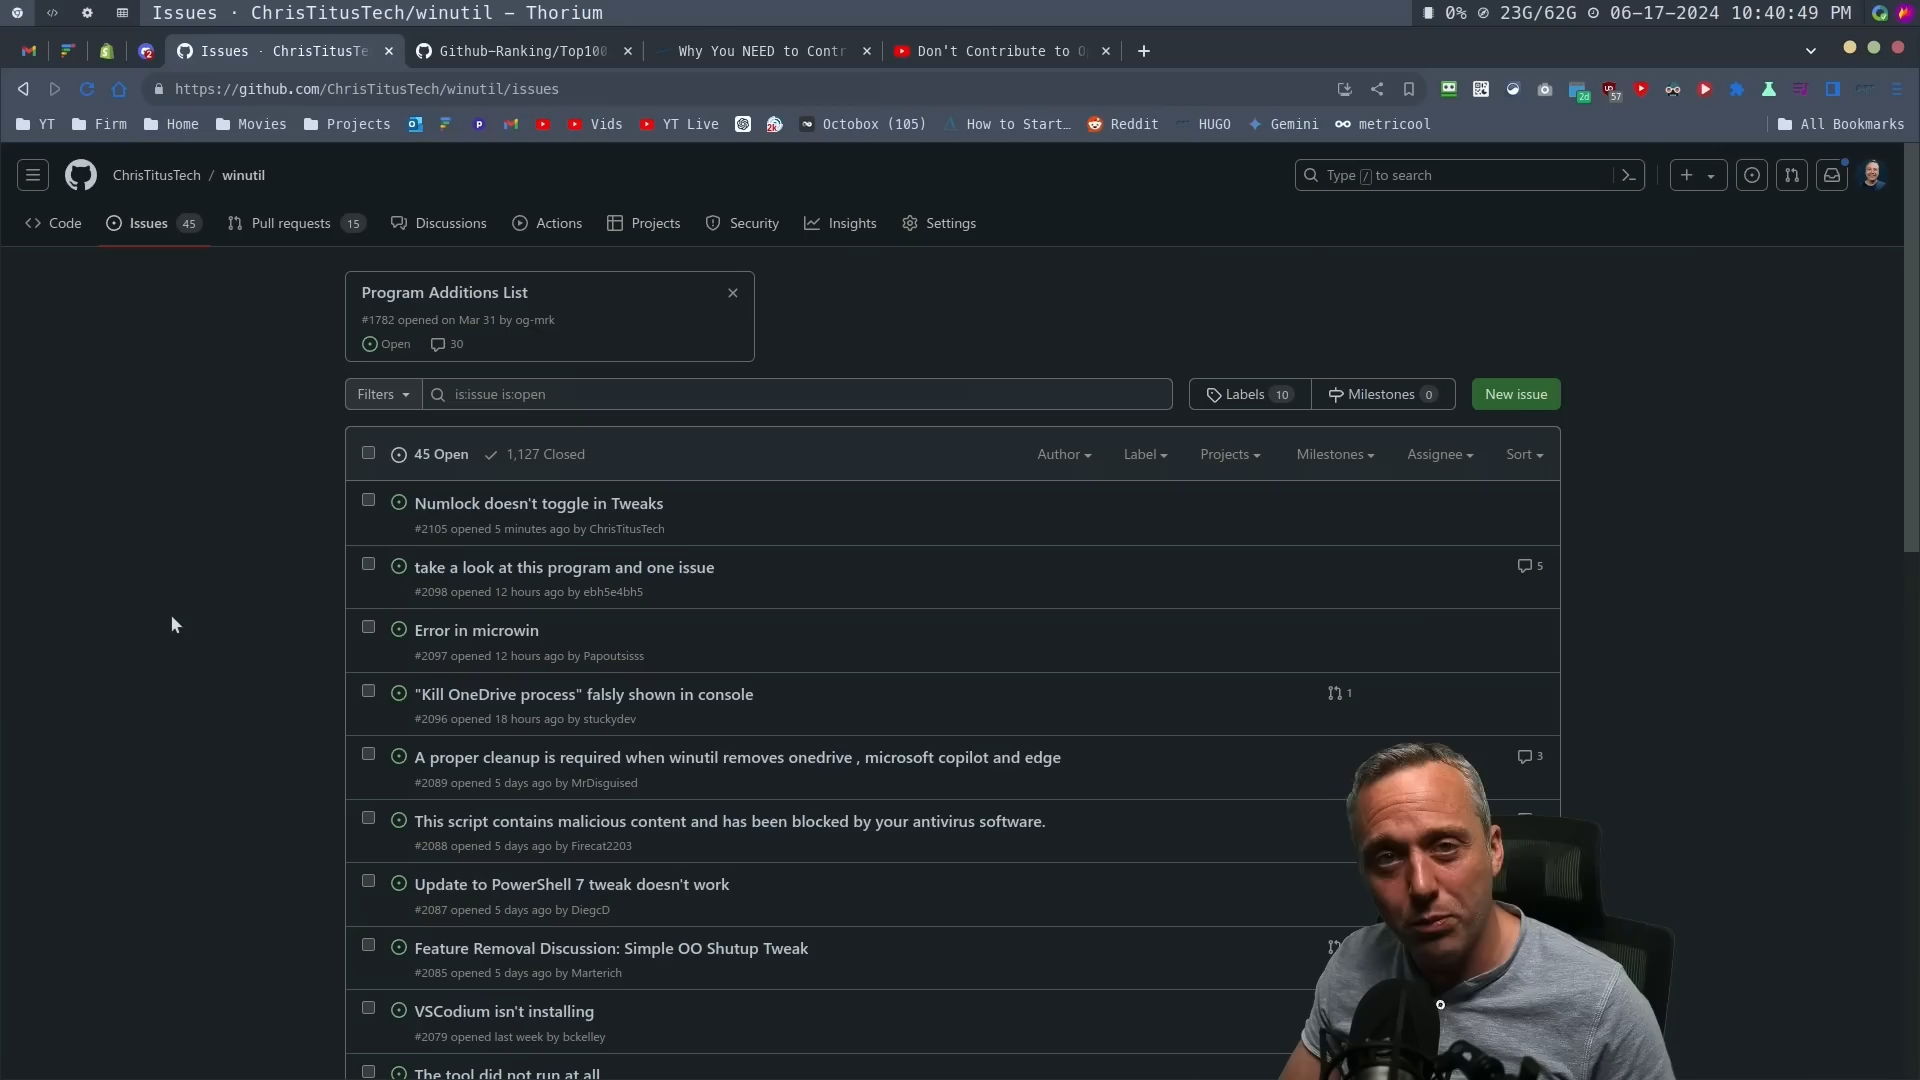 Issues · ChrisTitusTech/winutil – Thorium
0% 23G/62G 06-17-2024 10:40:49 PM
Issues · ChrisTitusTe
Github-Ranking/Top100
Why You NEED to Contr
Don't Contribute to O
https://github.com/ChrisTitusTech/winutil/issues
2d
57
YT Firm Home Movies Projects Vids YT Live Octobox (105) How to Start… Reddit HUGO Gemini metricool All Bookmarks
ChrisTitusTech / winutil
Type / to search
Code Issues 45 Pull requests 15 Discussions Actions Projects Security Insights Settings
Program Additions List
#1782 opened on Mar 31 by og-mrk
Open 30
Filters is:issue is:open Labels 10 Milestones 0 New issue
45 Open 1,127 Closed Author Label Projects Milestones Assignee Sort
Numlock doesn't toggle in Tweaks
#2105 opened 5 minutes ago by ChrisTitusTech
take a look at this program and one issue 5
#2098 opened 12 hours ago by ebh5e4bh5
Error in microwin
#2097 opened 12 hours ago by Papoutsisss
"Kill OneDrive process" falsly shown in console 1
#2096 opened 18 hours ago by stuckydev
A proper cleanup is required when winutil removes onedrive , microsoft copilot and edge 3
#2089 opened 5 days ago by MrDisguised
This script contains malicious content and has been blocked by your antivirus software.
#2088 opened 5 days ago by Firecat2203
Update to PowerShell 7 tweak doesn't work
#2087 opened 5 days ago by DiegcD
Feature Removal Discussion: Simple OO Shutup Tweak
#2085 opened 5 days ago by Marterich
VSCodium isn't installing
#2079 opened last week by bckelley
The tool did not run at all